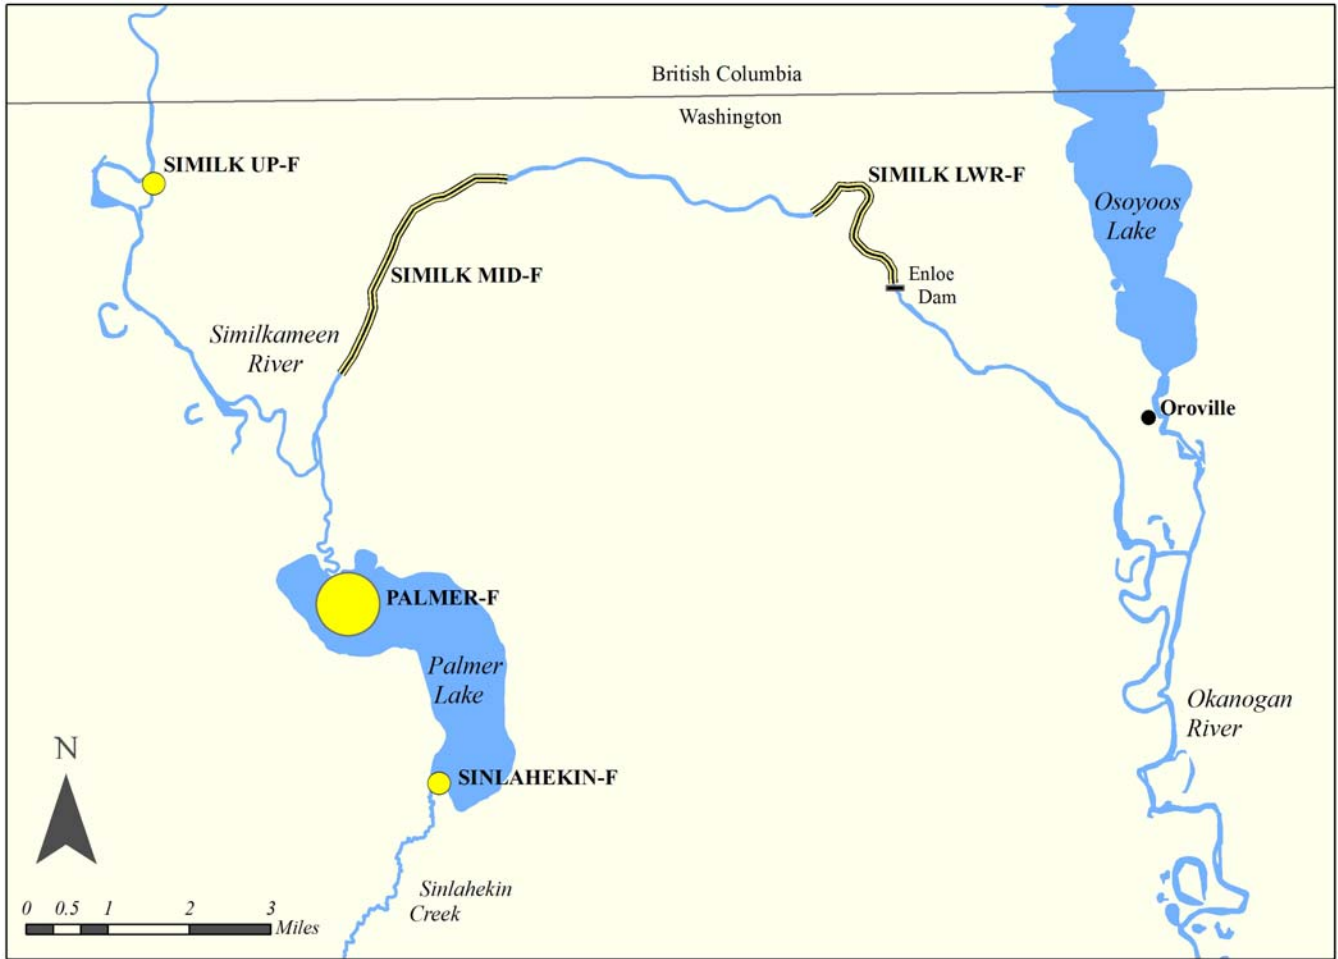 British Columbia
Washington
SIMILK UP-F
SIMILK LWR-F
Osoyoos
Lake
SIMILK MID-F
Enloe
Dam
Similkameen
River
Oroville
PALMER-F
Palmer
Lake
Okanogan
River
N
SINLAHEKIN-F
Sinlahekin
Creek
0 0.5 1 2 3
Miles